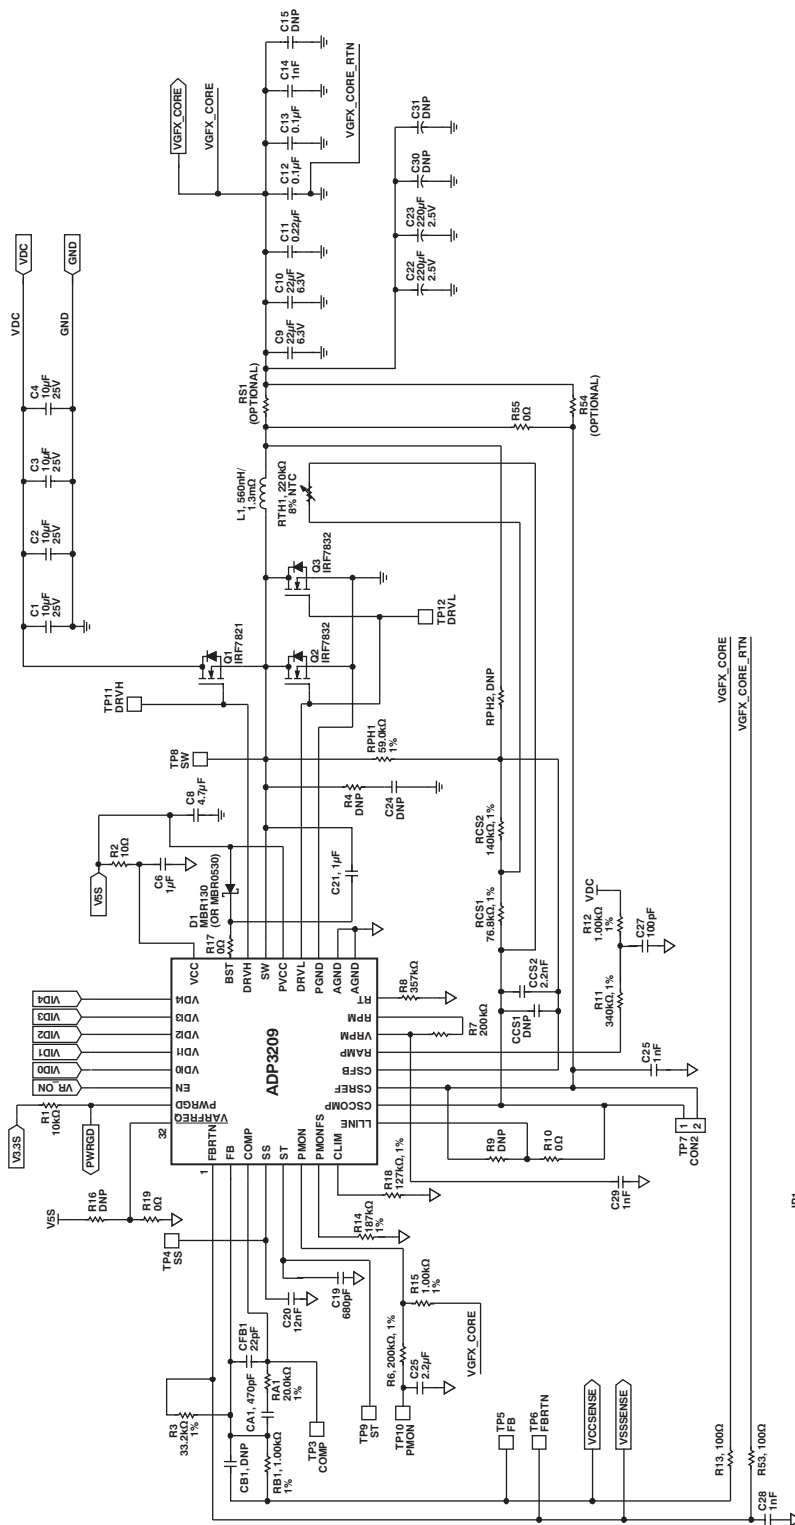 VDC
GND
VDC
GND
C1
10µF
25V
C2
10µF
25V
C3
10µF
25V
C4
10µF
25V
VGFX_CORE
VGFX_CORE
VGFX_CORE_RTN
C9
22µF
6.3V
C10
22µF
6.3V
C11
0.22µF
C12
0.1µF
C13
0.1µF
C14
1nF
C15
DNP
C22
220µF
2.5V
C23
220µF
2.5V
C30
DNP
C31
DNP
RS1
(OPTIONAL)
R54
(OPTIONAL)
R55
0Ω
L1, 560nH/
1.3mΩ
RTH1, 220kΩ
8% NTC
Q1
IRF7821
Q2
IRF7832
Q3
IRF7832
TP11
DRVH
TP12
DRVL
TP8
SW
RPH1
59.0kΩ
1%
RPH2, DNP
R4
DNP
C24
DNP
C8
4.7µF
V5S
R2
10Ω
C6
1µF
D1
MBR130
(OR MBR0530)
R17
0Ω
C21, 1µF
RCS2
140kΩ, 1%
RCS1
76.8kΩ, 1%
CCS2
2.2nF
CCS1
DNP
VDC
R12
1.00kΩ
1%
C27
100pF
R11
340kΩ, 1%
R8
357kΩ
R7
200kΩ
VID4
VID3
VID2
VID1
VID0
VR_ON
V3.3S
R1
10kΩ
PWRGD
ADP3209
VCC
BST
DRVH
SW
PVCC
DRVL
PGND
AGND
AGND
VDI4
VDI3
VDI2
VDI1
VDI0
EN
PWRGD
VARFREQ
32
RT
RPM
VRPM
RAMP
CSFB
CSREF
CSCOMP
LLINE
1
FBRTN
FB
COMP
SS
ST
PMON
PMONFS
CLIM
V5S
R16
DNP
R19
0Ω
TP4
SS
C25
1nF
TP7
CON2
1
2
R9
DNP
R10
0Ω
C29
1nF
R18
127kΩ, 1%
R14
187kΩ
1%
R15
1.00kΩ
1%
VGFX_CORE
R6, 200kΩ, 1%
C25
2.2µF
TP10
PMON
TP9
ST
C19
680pF
C20
12nF
CFB1
22pF
RA1
20.0kΩ
1%
CA1, 470pF
R3
33.2kΩ
1%
CB1, DNP
RB1, 1.00kΩ
1%
TP3
COMP
TP5
FB
TP6
FBRTN
VCCSENSE
VSSSENSE
R13, 100Ω
R53, 100Ω
C28
1nF
VGFX_CORE
VGFX_CORE_RTN